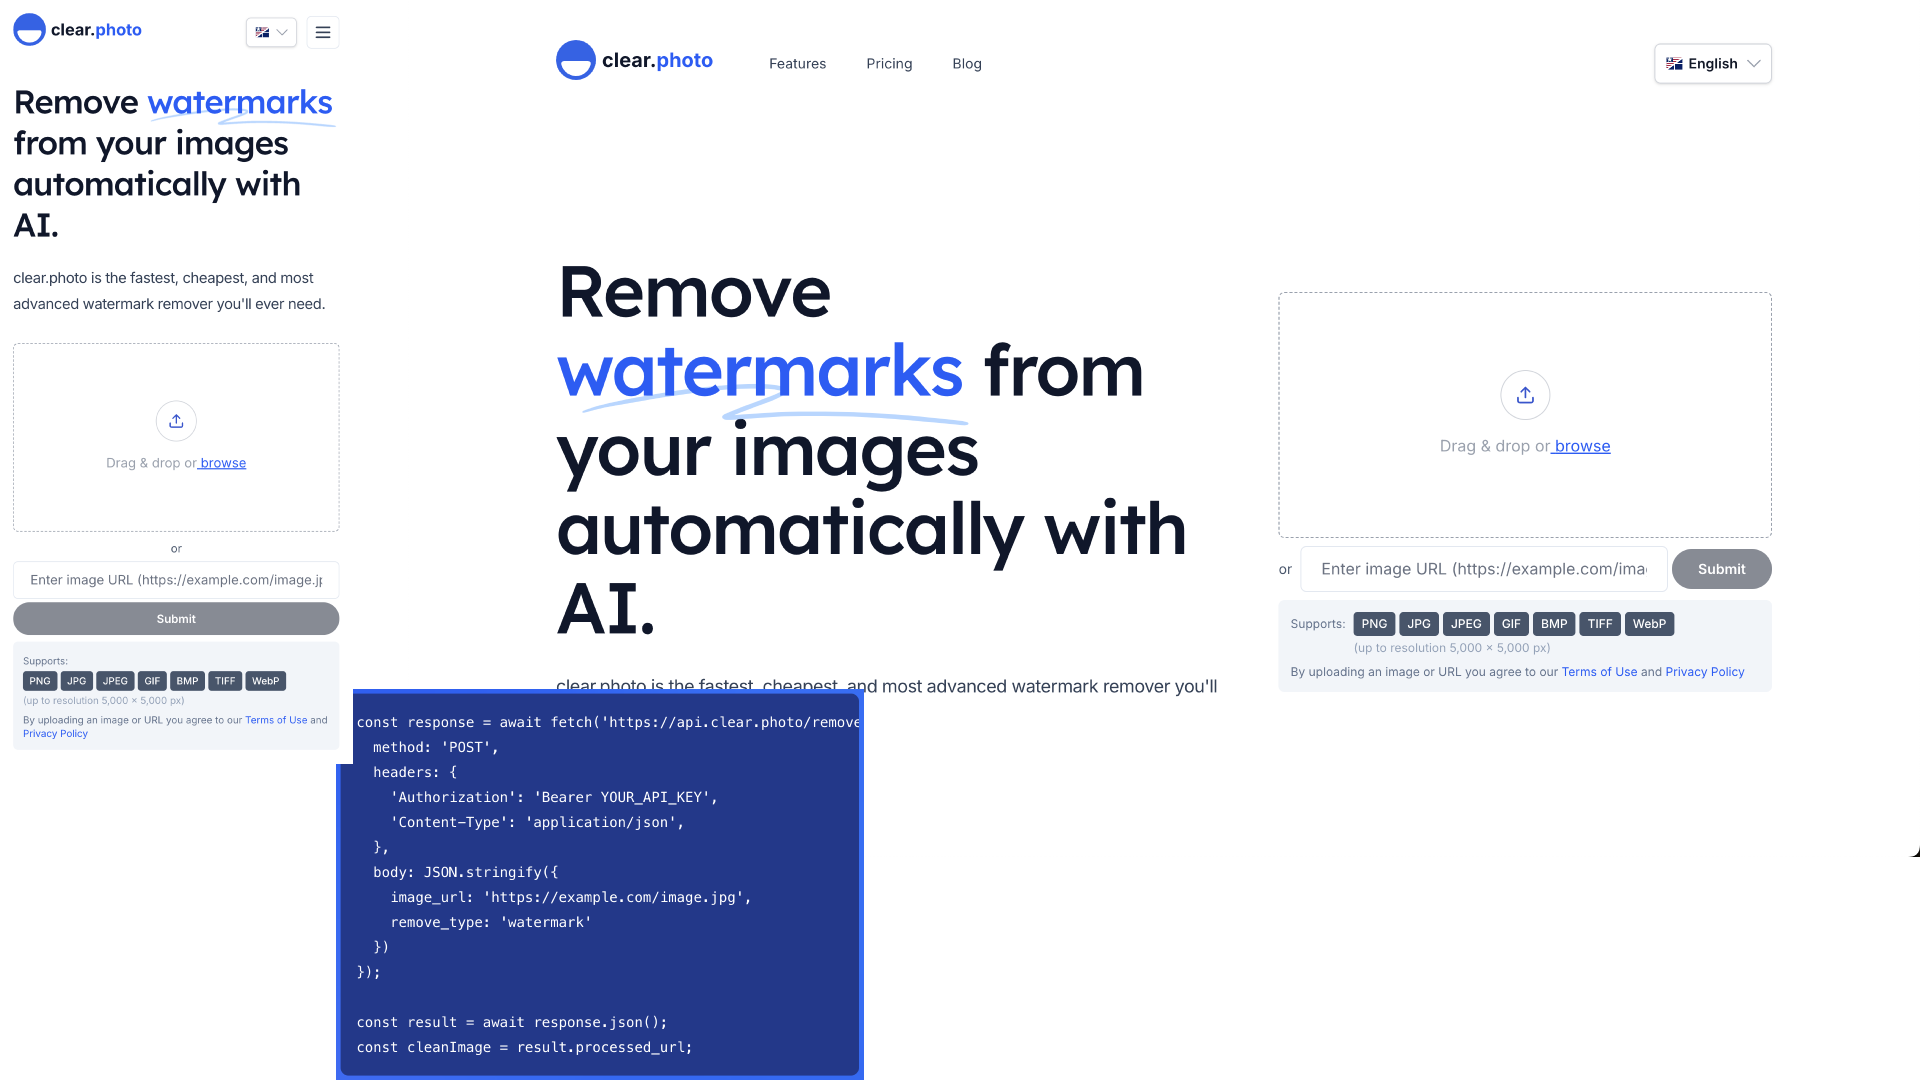 clear.photo
Remove watermarks
from your images
automatically with
AI.
clear.photo is the fastest, cheapest, and most
advanced watermark remover you'll ever need.
Drag & drop or browse
or
Enter image URL (https://example.com/image.j
Submit
Supports:
PNG JPG JPEG GIF BMP TIFF WebP
(up to resolution 5,000 × 5,000 px)
By uploading an image or URL you agree to our Terms of Use and
Privacy Policy
clear.photo
Features Pricing Blog
English
Remove
watermarks from
your images
automatically with
AI.
clear.photo is the fastest, cheapest, and most advanced watermark remover you'll
Drag & drop or browse
or Enter image URL (https://example.com/ima Submit
Supports: PNG JPG JPEG GIF BMP TIFF WebP
(up to resolution 5,000 × 5,000 px)
By uploading an image or URL you agree to our Terms of Use and Privacy Policy
const response = await fetch('https://api.clear.photo/remove
method: 'POST',
headers: {
'Authorization': 'Bearer YOUR_API_KEY',
'Content-Type': 'application/json',
},
body: JSON.stringify({
image_url: 'https://example.com/image.jpg',
remove_type: 'watermark'
})
});
const result = await response.json();
const cleanImage = result.processed_url;